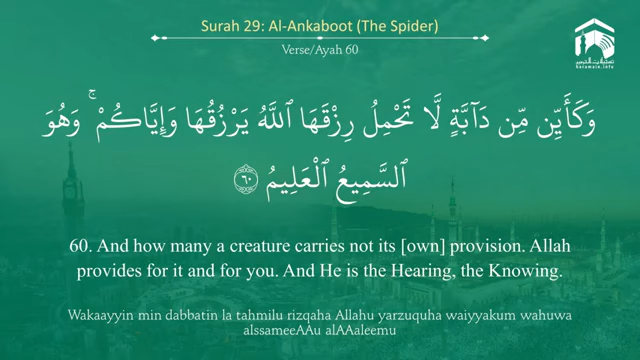 Surah 29: Al-Ankaboot (The Spider)
Verse/Ayah 60
haramain.info
وَكَأَيِّن مِّن دَآبَّةٍ لَّا تَحْمِلُ رِزْقَهَا ٱللَّهُ يَرْزُقُهَا وَإِيَّاكُمْ ۚ وَهُوَ
ٱلسَّمِيعُ ٱلْعَلِيمُ ٦٠
60. And how many a creature carries not its [own] provision. Allah
provides for it and for you. And He is the Hearing, the Knowing.
Wakaayyin min dabbatin la tahmilu rizqaha Allahu yarzuquha waiyyakum wahuwa
alssameeAAu alAAaleemu